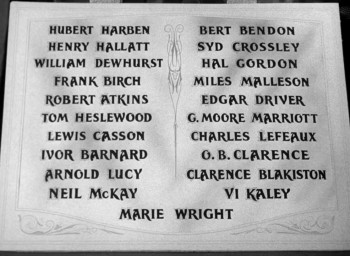 HUBERT HARBEN
HENRY HALLATT
WILLIAM DEWHURST
FRANK BIRCH
ROBERT ATKINS
TOM HESLEWOOD
LEWIS CASSON
IVOR BARNARD
ARNOLD LUCY
NEIL McKAY
BERT BENDON
SYD CROSSLEY
HAL GORDON
MILES MALLESON
EDGAR DRIVER
G. MOORE MARRIOTT
CHARLES LEFEAUX
O. B. CLARENCE
CLARENCE BLAKISTON
VI KALEY
MARIE WRIGHT